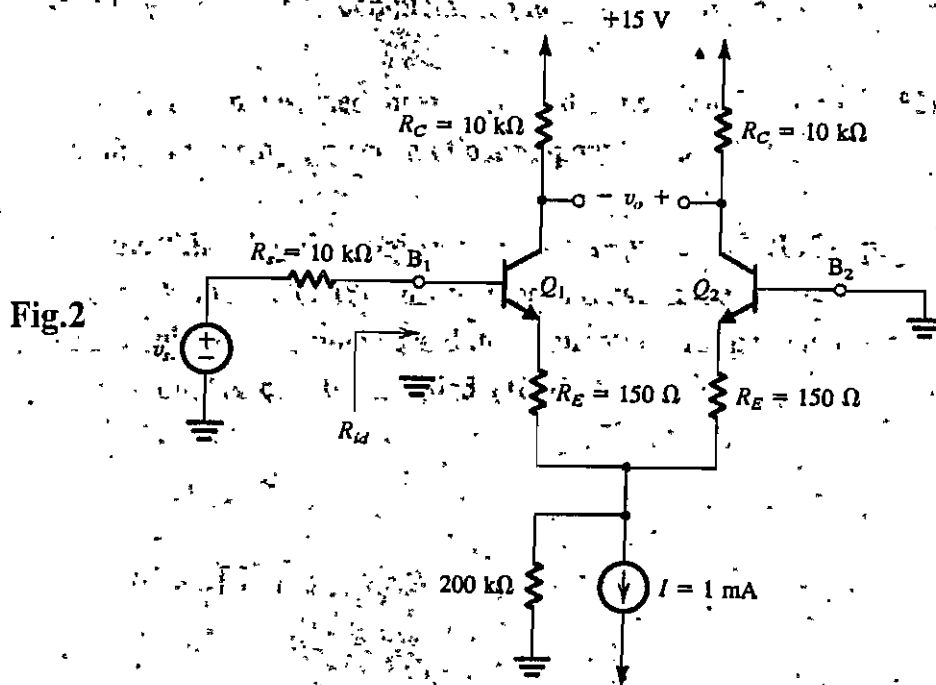 +15 V
R_C = 10 kΩ
R_C = 10 kΩ
− v_o +
R_s = 10 kΩ
B_1
B_2
Q_1
Q_2
Fig.2
+
−
v_s
R_E = 150 Ω
R_E = 150 Ω
R_id
200 kΩ
I = 1 mA